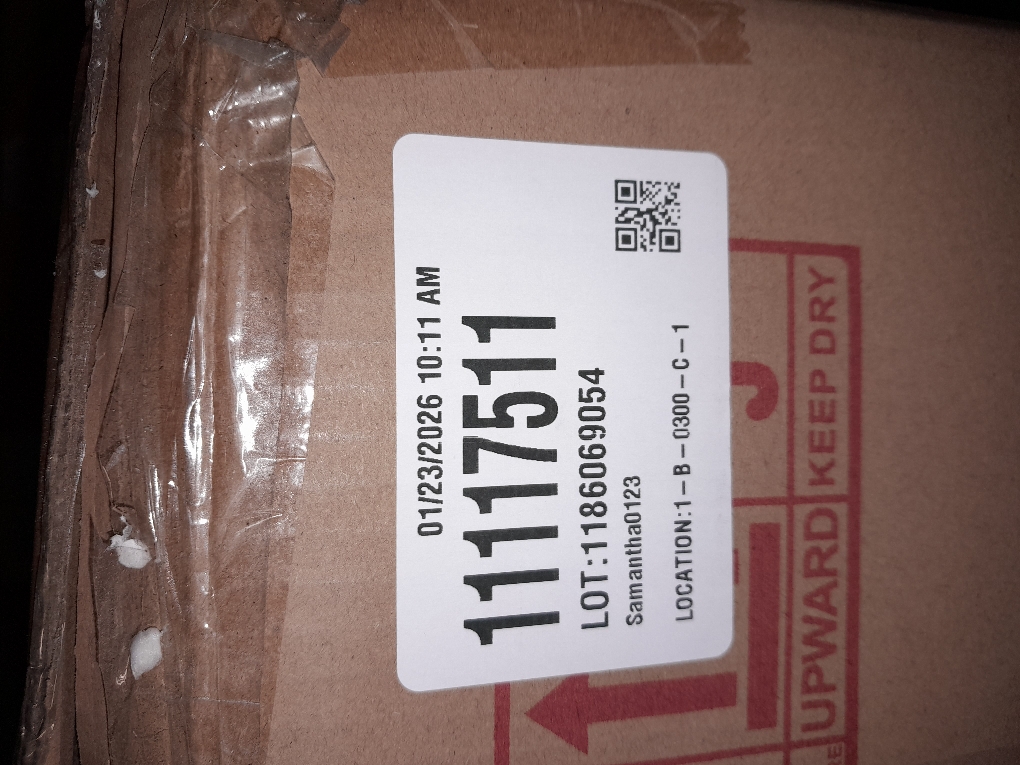 01/23/2026 10:11 AM
11117511
LOT:1186069054
Samantha0123
LOCATION:1-B-0300-C-1
UPWARD
KEEP DRY